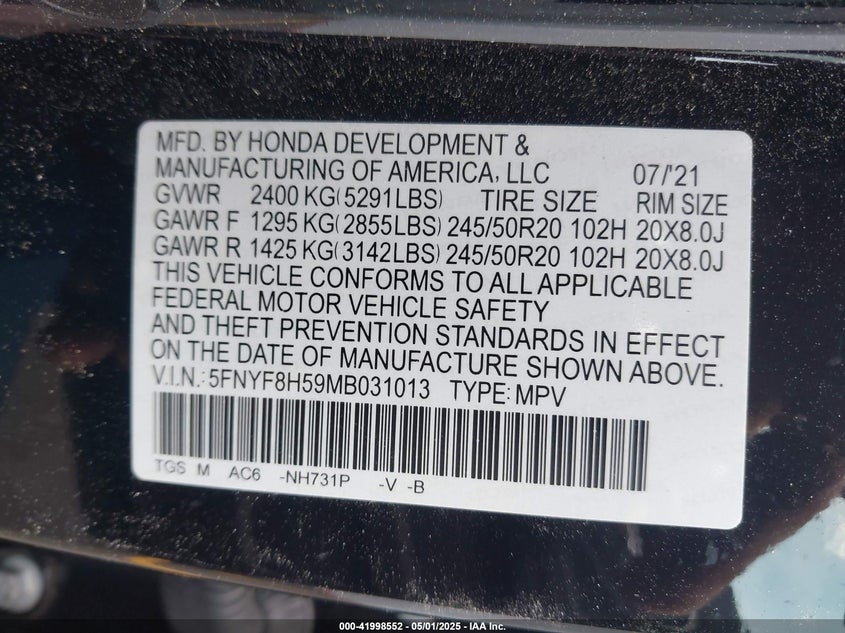 MFD. BY HONDA DEVELOPMENT &
MANUFACTURING OF AMERICA, LLC 07/'21
GVWR 2400 KG(5291LBS) TIRE SIZE RIM SIZE
GAWR F 1295 KG(2855LBS) 245/50R20 102H 20X8.0J
GAWR R 1425 KG(3142LBS) 245/50R20 102H 20X8.0J
THIS VEHICLE CONFORMS TO ALL APPLICABLE
FEDERAL MOTOR VEHICLE SAFETY
AND THEFT PREVENTION STANDARDS IN EFFECT
ON THE DATE OF MANUFACTURE SHOWN ABOVE.
V.I.N.: 5FNYF8H59MB031013 TYPE: MPV
TGS M AC6 -NH731P -V -B
000-41998552 - 05/01/2025 - IAA Inc.